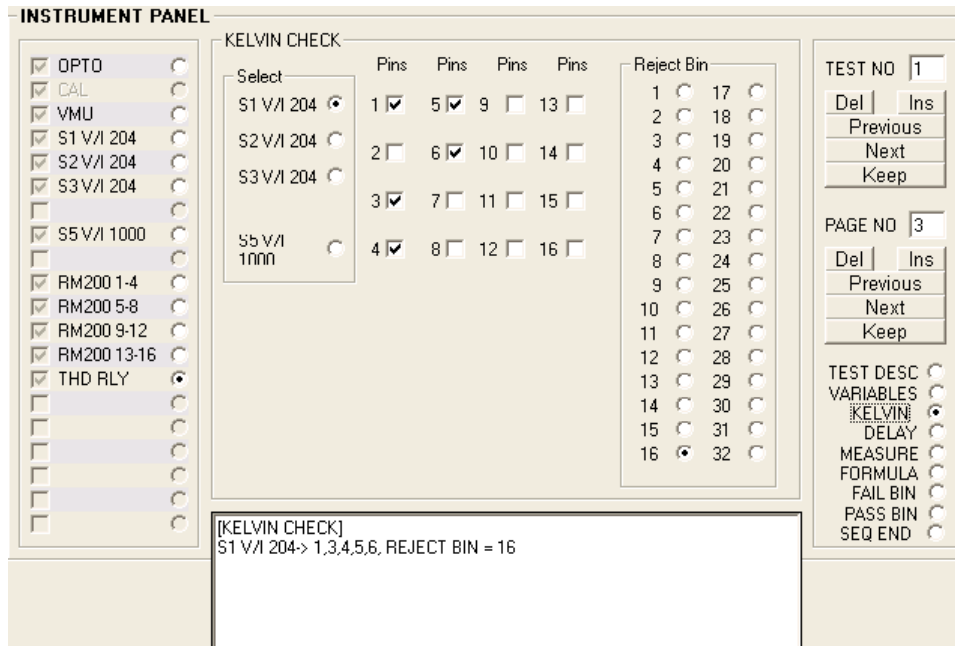 INSTRUMENT PANEL
OPTO
CAL
VMU
S1 V/I 204
S2 V/I 204
S3 V/I 204
S5 V/I 1000
RM200 1-4
RM200 5-8
RM200 9-12
RM200 13-16
THD RLY
KELVIN CHECK
Select
S1 V/I 204
S2 V/I 204
S3 V/I 204
S5 V/I
1000
Pins Pins Pins Pins
1 5 9 13
2 6 10 14
3 7 11 15
4 8 12 16
Reject Bin
1 17
2 18
3 19
4 20
5 21
6 22
7 23
8 24
9 25
10 26
11 27
12 28
13 29
14 30
15 31
16 32
TEST NO 1
Del Ins
Previous
Next
Keep
PAGE NO 3
Del Ins
Previous
Next
Keep
TEST DESC
VARIABLES
KELVIN
DELAY
MEASURE
FORMULA
FAIL BIN
PASS BIN
SEQ END
[KELVIN CHECK]
S1 V/I 204-> 1,3,4,5,6, REJECT BIN = 16